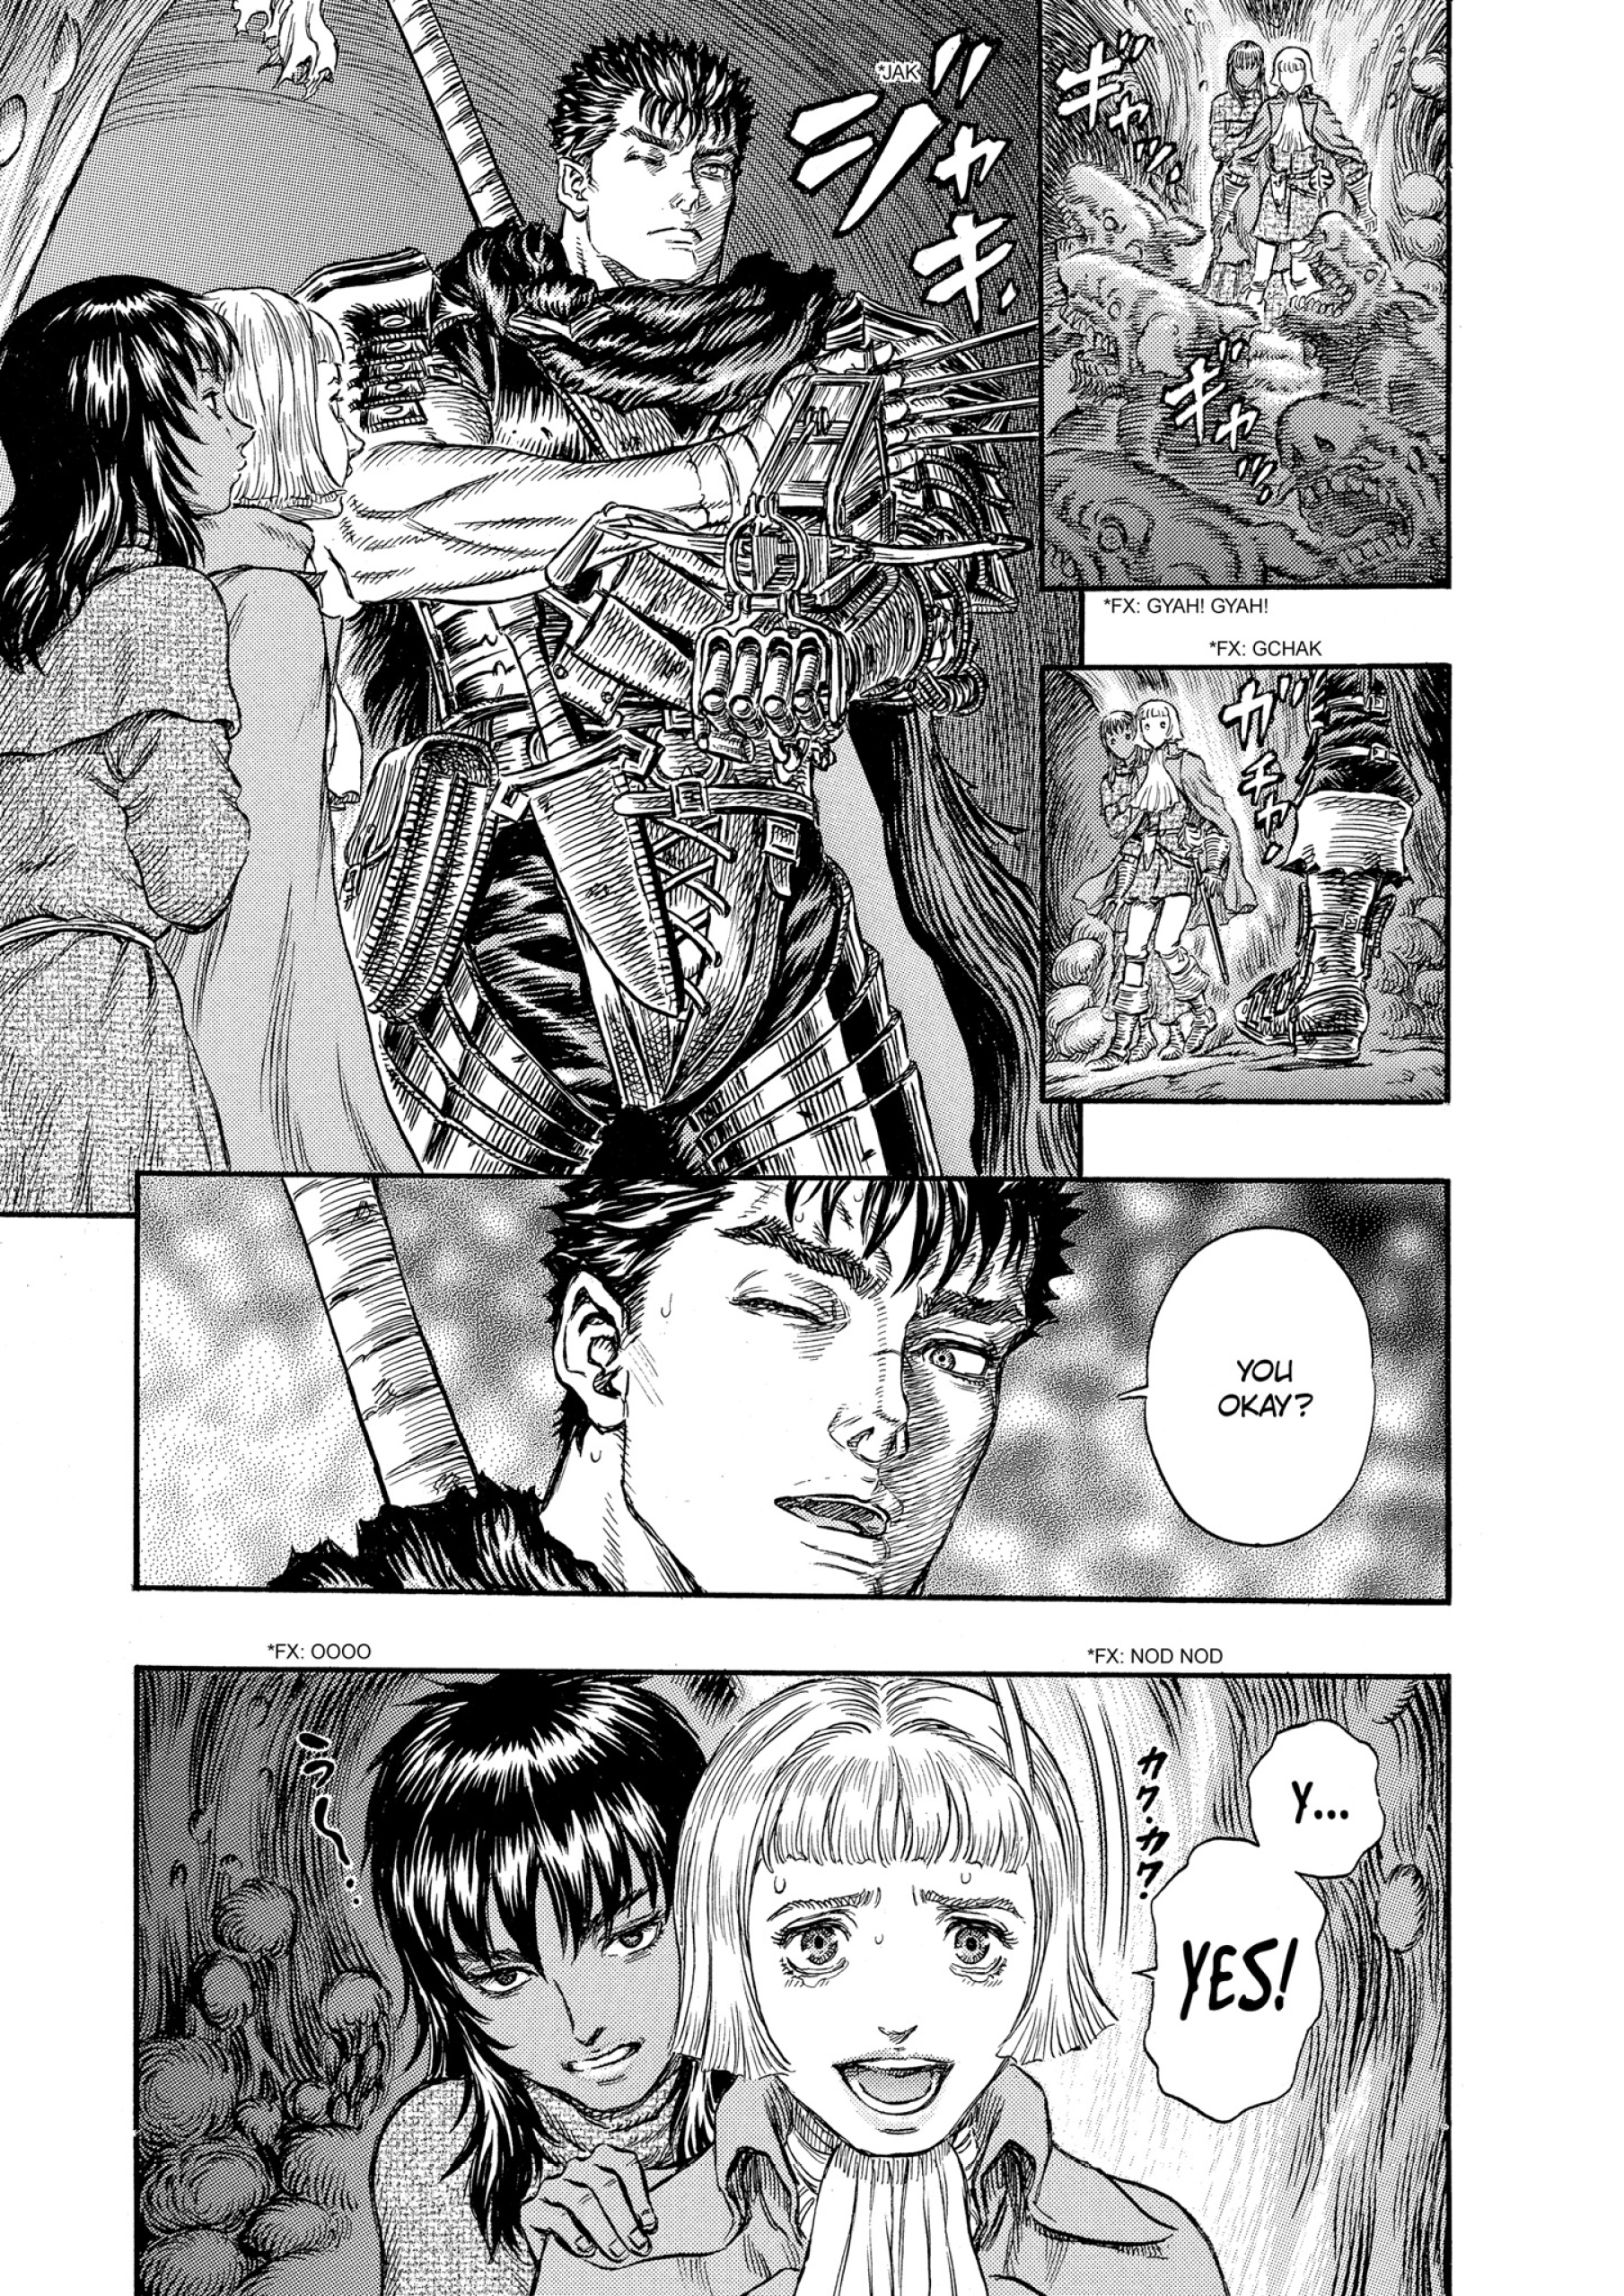 ギャッ
ギャッ
*FX: GYAH! GYAH!
*FX: GCHAK
ガチャ
*JAK
ジャキ
YOU
OKAY?
*FX: NOD NOD
Y...
YES!
カク・カク
*FX: OOOO
う～